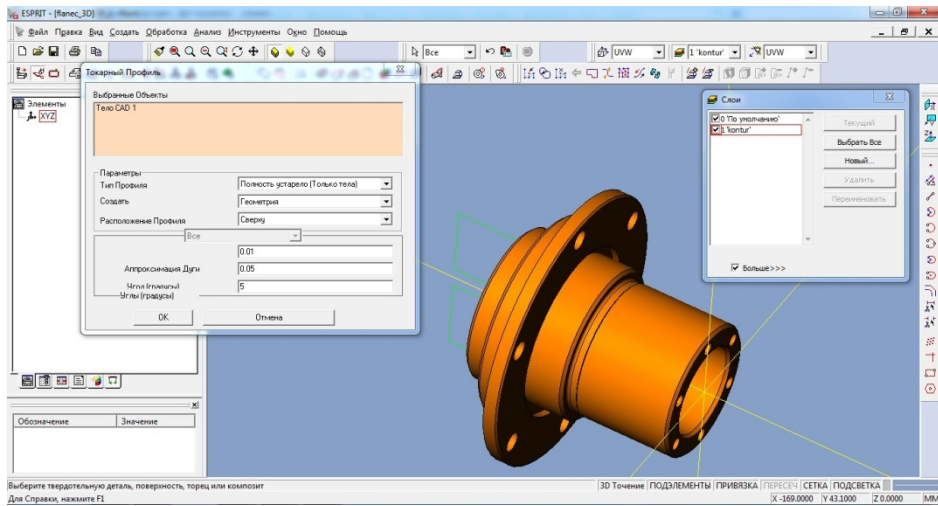 ESPRIT - [flanec_3D]
Файл Правка Вид Создать Обработка Анализ Инструменты Окно Помощь
Все
UVW
1 'kontur'
UVW
Токарный Профиль
Выбранные Объекты
Тело CAD 1
Параметры
Тип Профиля
Полность устарело (Только тела)
Создать
Геометрия
Расположение Профиля
Сверху
Все
0.01
Аппроксимация Дуги
0.05
Угол (градусы)
5
Углы (градусы)
OK
Отмена
Элементы
XYZ
Слои
0 'По умолчанию'
1 'kontur'
Текущий
Выбрать Все
Новый...
Удалить
Переименовать
Больше>>>
Обозначение
Значение
Выберите твердотельную деталь, поверхность, торец или композит
3D Точение ПОДЭЛЕМЕНТЫ ПРИВЯЗКА ПЕРЕСЕЧ СЕТКА ПОДСВЕТКА
Для Справки, нажмите F1
X -169.0000 Y 43.1000 Z 0.0000 MM